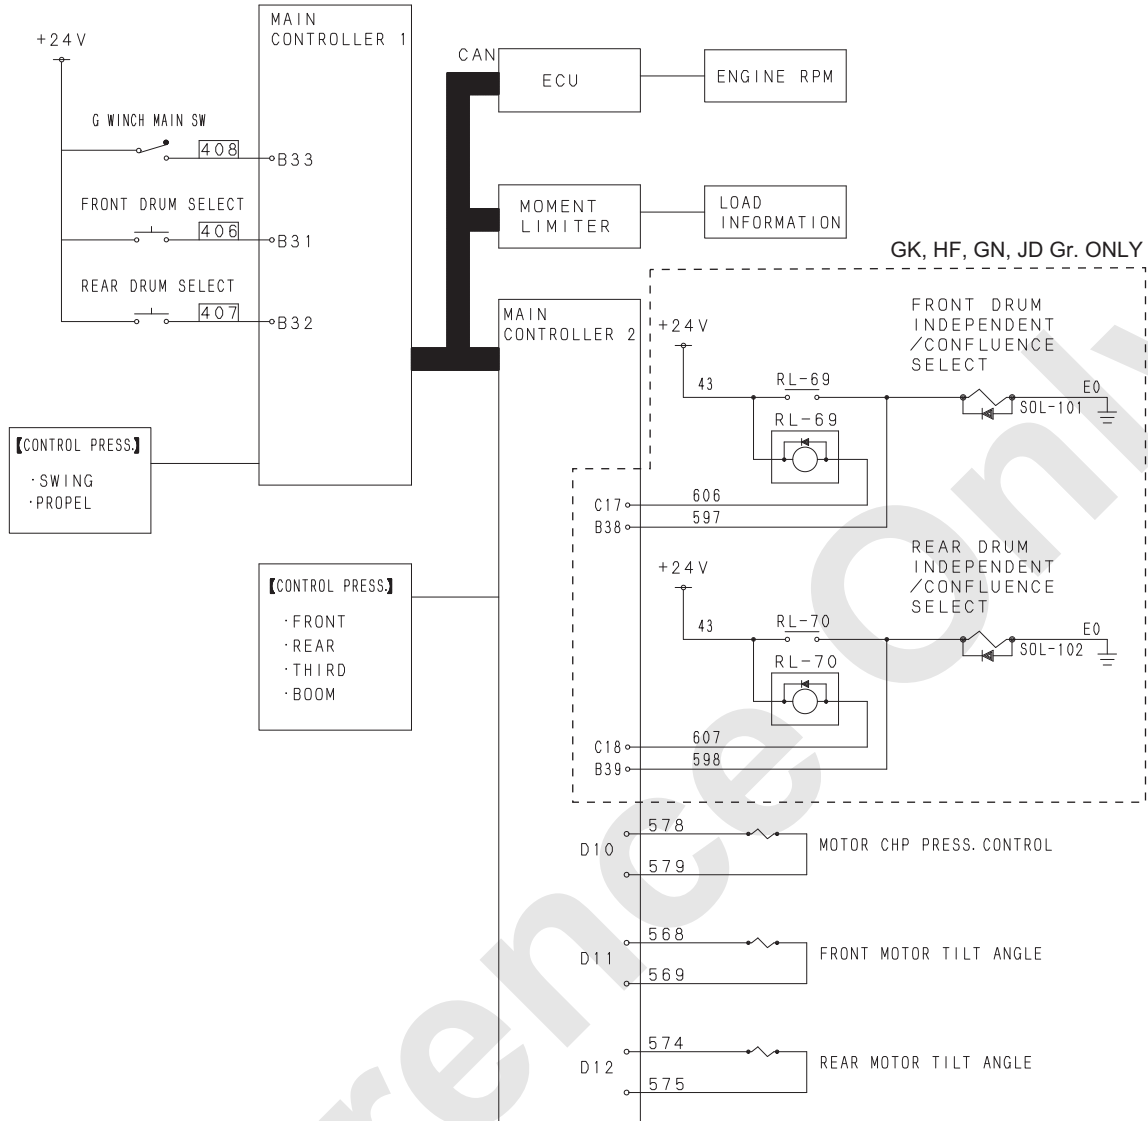 MAIN
CONTROLLER 1
+24V
G WINCH MAIN SW
408
B33
FRONT DRUM SELECT
406
B31
REAR DRUM SELECT
407
B32
CAN
ECU
ENGINE RPM
MOMENT
LIMITER
LOAD
INFORMATION
GK, HF, GN, JD Gr. ONLY
MAIN
CONTROLLER 2
+24V
43
RL-69
RL-69
FRONT DRUM
INDEPENDENT
/CONFLUENCE
SELECT
SOL-101
E0
C17
606
B38
597
【CONTROL PRESS.】
·SWING
·PROPEL
【CONTROL PRESS.】
·FRONT
·REAR
·THIRD
·BOOM
+24V
43
RL-70
RL-70
REAR DRUM
INDEPENDENT
/CONFLUENCE
SELECT
SOL-102
E0
C18
607
B39
598
D10
578
579
MOTOR CHP PRESS. CONTROL
D11
568
569
FRONT MOTOR TILT ANGLE
D12
574
575
REAR MOTOR TILT ANGLE
rence Only